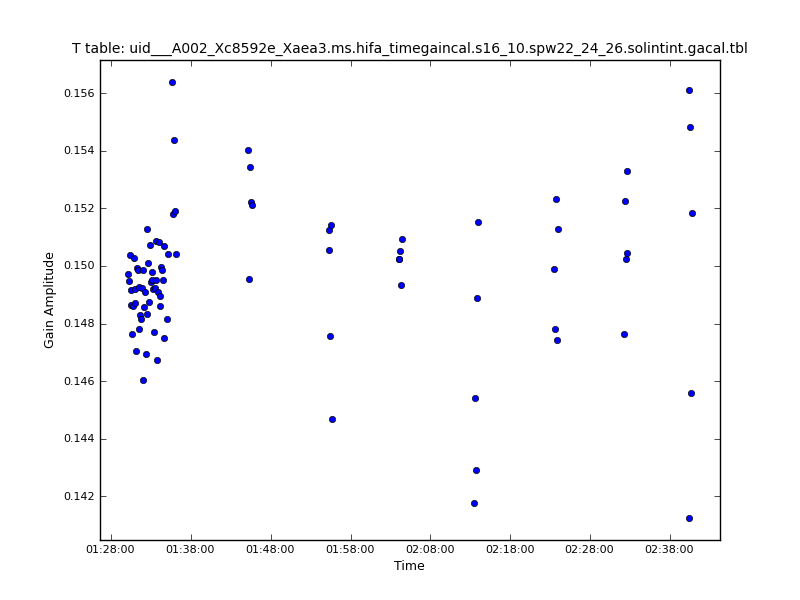 T table: uid___A002_Xc8592e_Xaea3.ms.hifa_timegaincal.s16_10.spw22_24_26.solintint.gacal.tbl
Gain Amplitude
0.156
0.154
0.152
0.150
0.148
0.146
0.144
0.142
01:28:00 01:38:00 01:48:00 01:58:00 02:08:00 02:18:00 02:28:00 02:38:00
Time